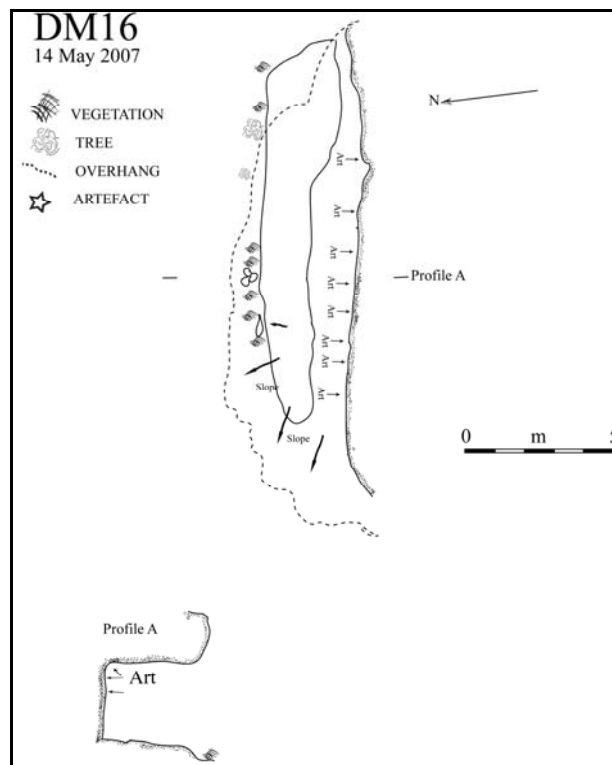 DM16
14 May 2007
VEGETATION
TREE
OVERHANG
ARTEFACT
N
Art
Art
Art
Art
Art
Art
Art
Art
Profile A
Slope
Slope
0 m 5
Profile A
Art